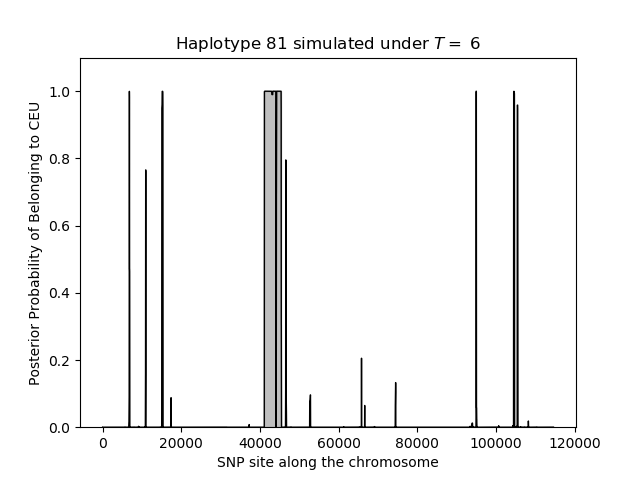 Haplotype 81 simulated under T = 6
Posterior Probability of Belonging to CEU
1.0
0.8
0.6
0.4
0.2
0.0
0 20000 40000 60000 80000 100000 120000
SNP site along the chromosome